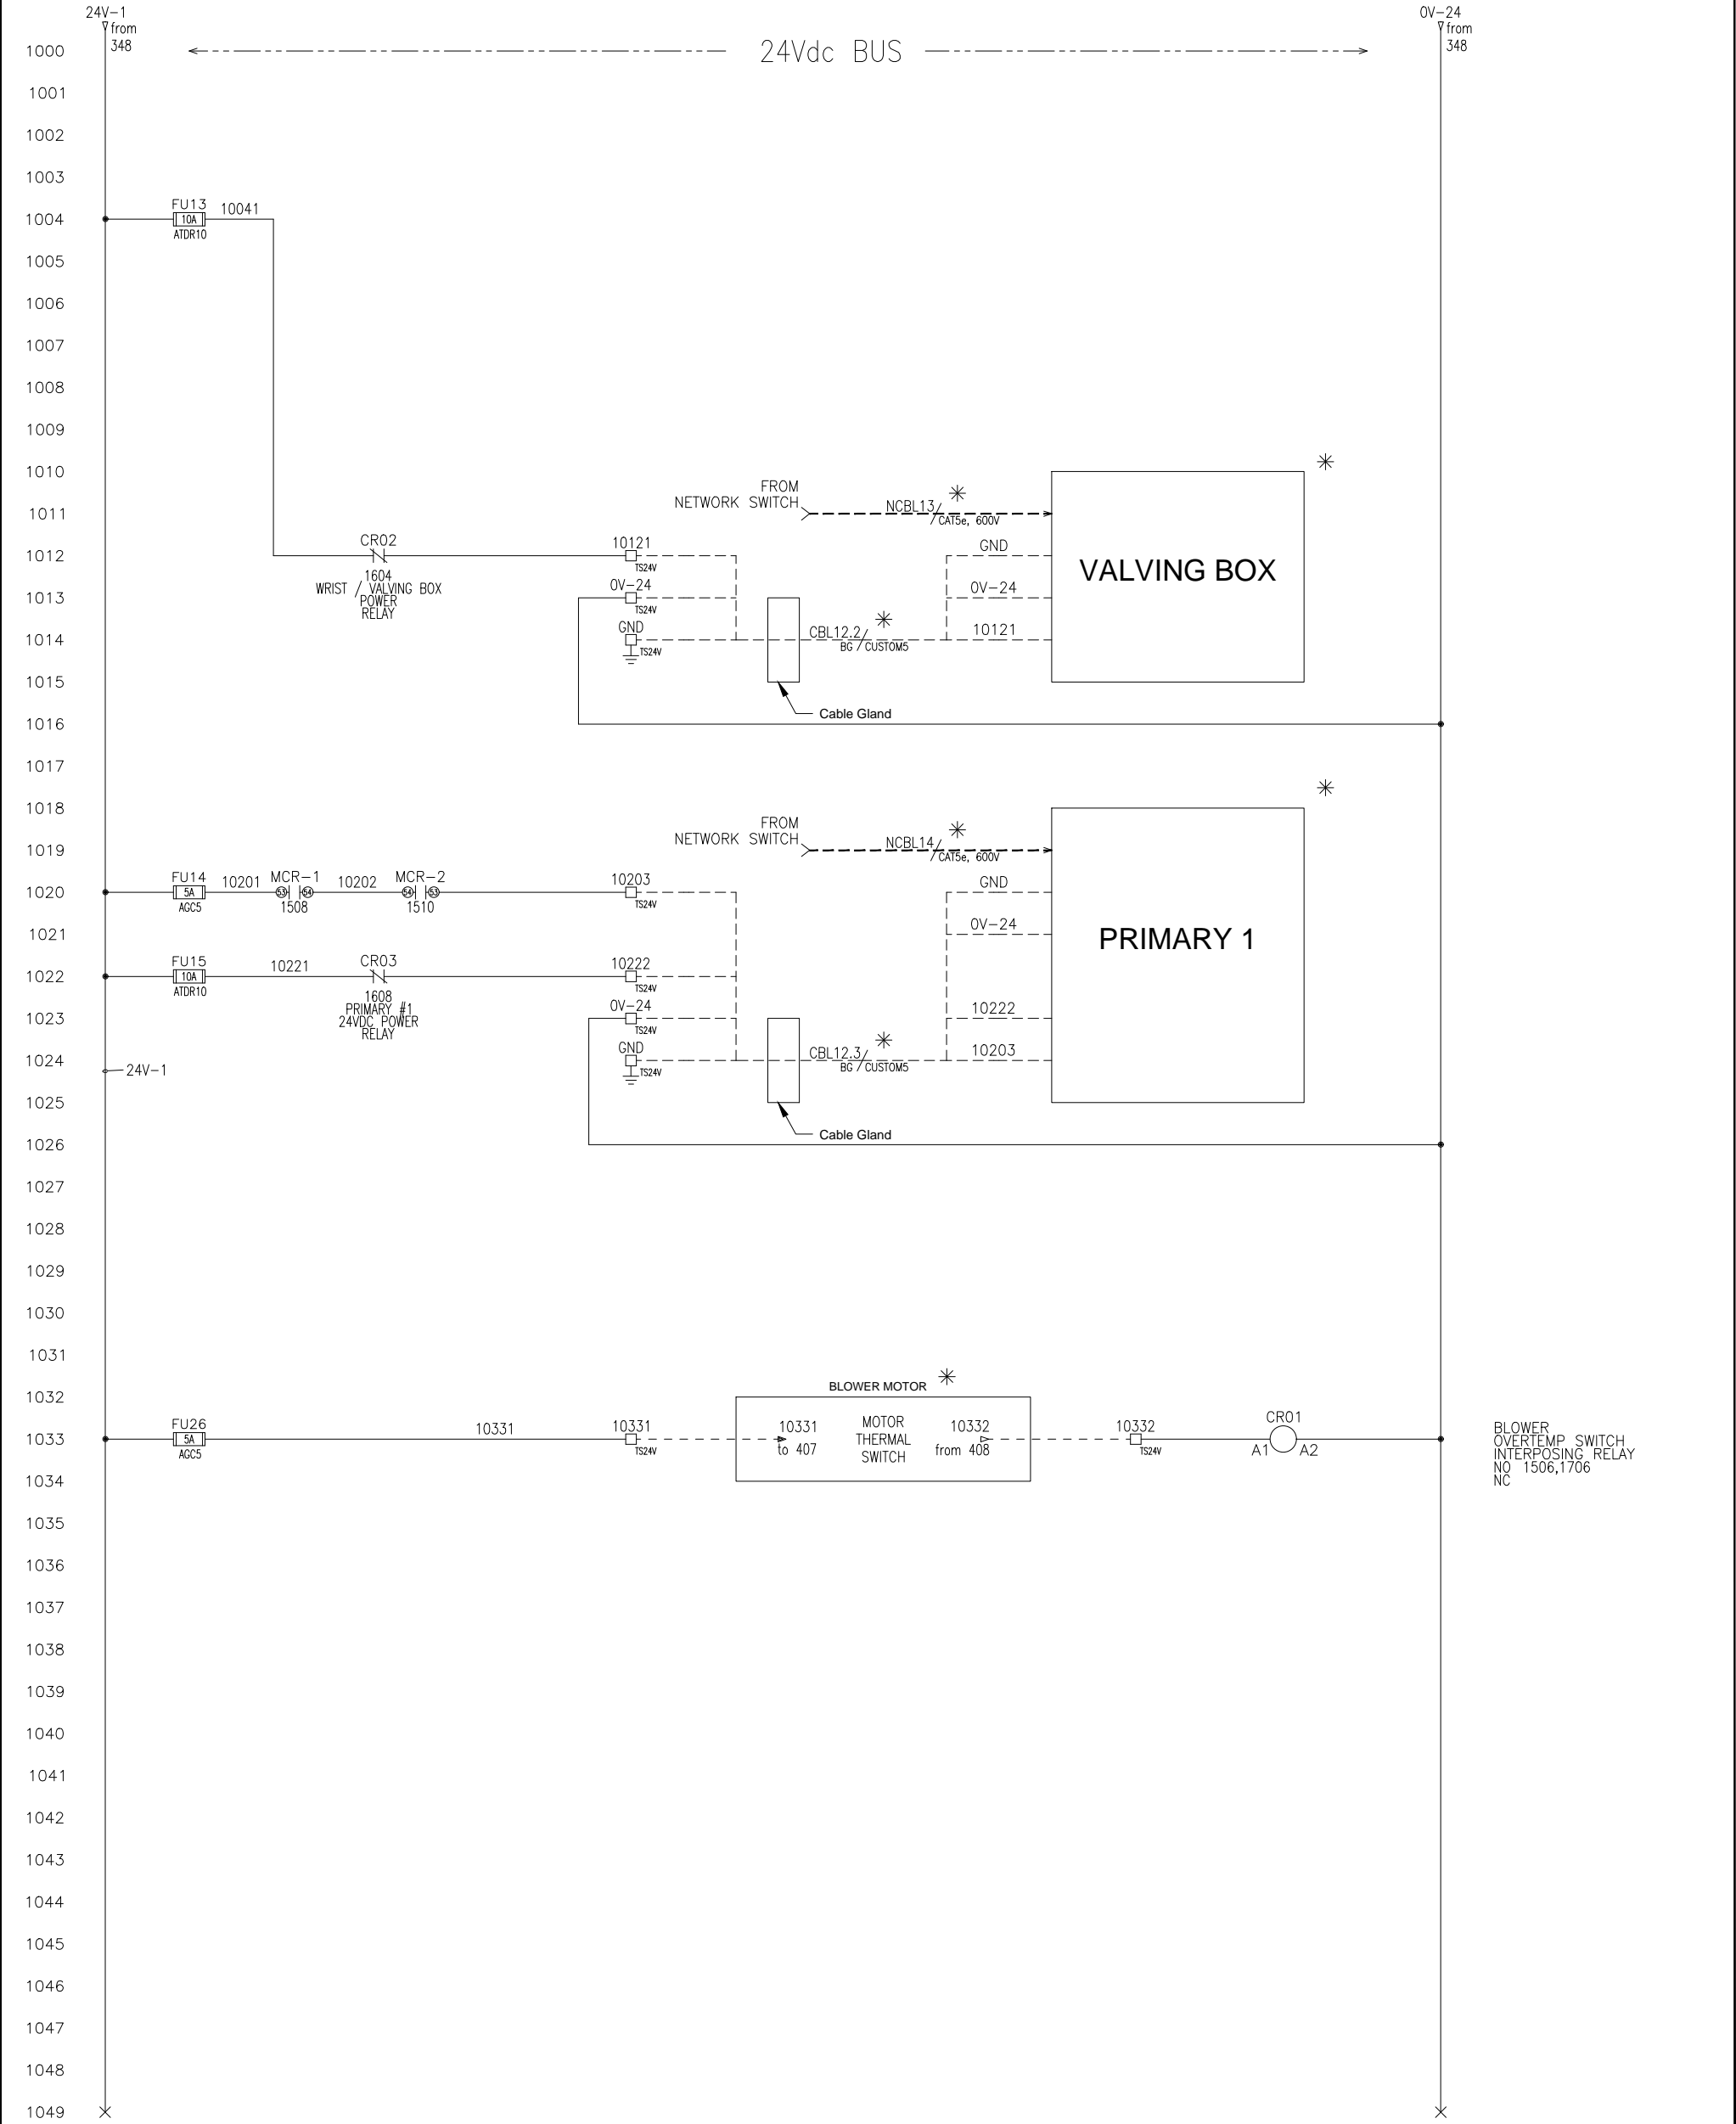 24V-1
from
348
0V-24
from
348
1000
24Vdc BUS
1001
1002
1003
FU13
10041
1004
10A
ATDR10
1005
1006
1007
1008
1009
1010
FROM
NETWORK SWITCH
1011
NCBL13
CAT5e, 600V
CR02
10121
GND
1012
TS24V
VALVING BOX
1604
WRIST / VALVING BOX
POWER
RELAY
0V-24
0V-24
1013
TS24V
GND
CBL12.2
10121
1014
TS24V
BG / CUSTOM5
1015
Cable Gland
1016
1017
1018
FROM
NETWORK SWITCH
1019
NCBL14
CAT5e, 600V
FU14
10201
MCR-1
10202
MCR-2
10203
GND
1020
5A
53
54
54
53
TS24V
AGC5
1508
1510
0V-24
1021
PRIMARY 1
FU15
10221
CR03
10222
1022
10A
TS24V
ATDR10
1608
PRIMARY #1
24VDC POWER
RELAY
0V-24
10222
1023
TS24V
GND
CBL12.3
10203
1024
TS24V
BG / CUSTOM5
24V-1
1025
Cable Gland
1026
1027
1028
1029
1030
1031
1032
BLOWER MOTOR
FU26
10331
10331
10331
to 407
MOTOR
THERMAL
SWITCH
10332
from 408
10332
CR01
1033
5A
AGC5
TS24V
TS24V
A1
A2
BLOWER
OVERTEMP SWITCH
INTERPOSING RELAY
NO 1506,1706
NC
1034
1035
1036
1037
1038
1039
1040
1041
1042
1043
1044
1045
1046
1047
1048
1049